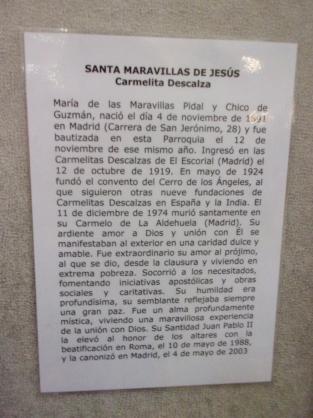 SANTA MARAVILLAS DE JESÚS
Carmelita Descalza
María de las Maravillas Pidal y Chico de
Guzmán, nació el día 4 de noviembre de 1891
en Madrid (Carrera de San Jerónimo, 28) y fue
bautizada en esta Parroquia el 12 de
noviembre de ese mismo año. Ingresó en las
Carmelitas Descalzas de El Escorial (Madrid) el
12 de octubre de 1919. En mayo de 1924
fundó el convento del Cerro de los Ángeles, al
que siguieron otras nueve fundaciones de
Carmelitas Descalzas en España y la India. El
11 de diciembre de 1974 murió santamente en
su Carmelo de La Aldehuela (Madrid). Su
ardiente amor a Dios y unión con Él se
manifestaban al exterior en una caridad dulce y
amable. Fue extraordinario su amor al prójimo,
al que se dio, desde la clausura y viviendo en
extrema pobreza. Socorrió a los necesitados,
fomentando iniciativas apostólicas y obras
sociales y caritativas. Su humildad era
profundísima, su semblante reflejaba siempre
una gran paz. Fue un alma profundamente
mística, viviendo una maravillosa experiencia
de la unión con Dios. Su Santidad Juan Pablo II
la elevó al honor de los altares con la
beatificación en Roma, el 10 de mayo de 1988,
y la canonizó en Madrid, el 4 de mayo de 2003